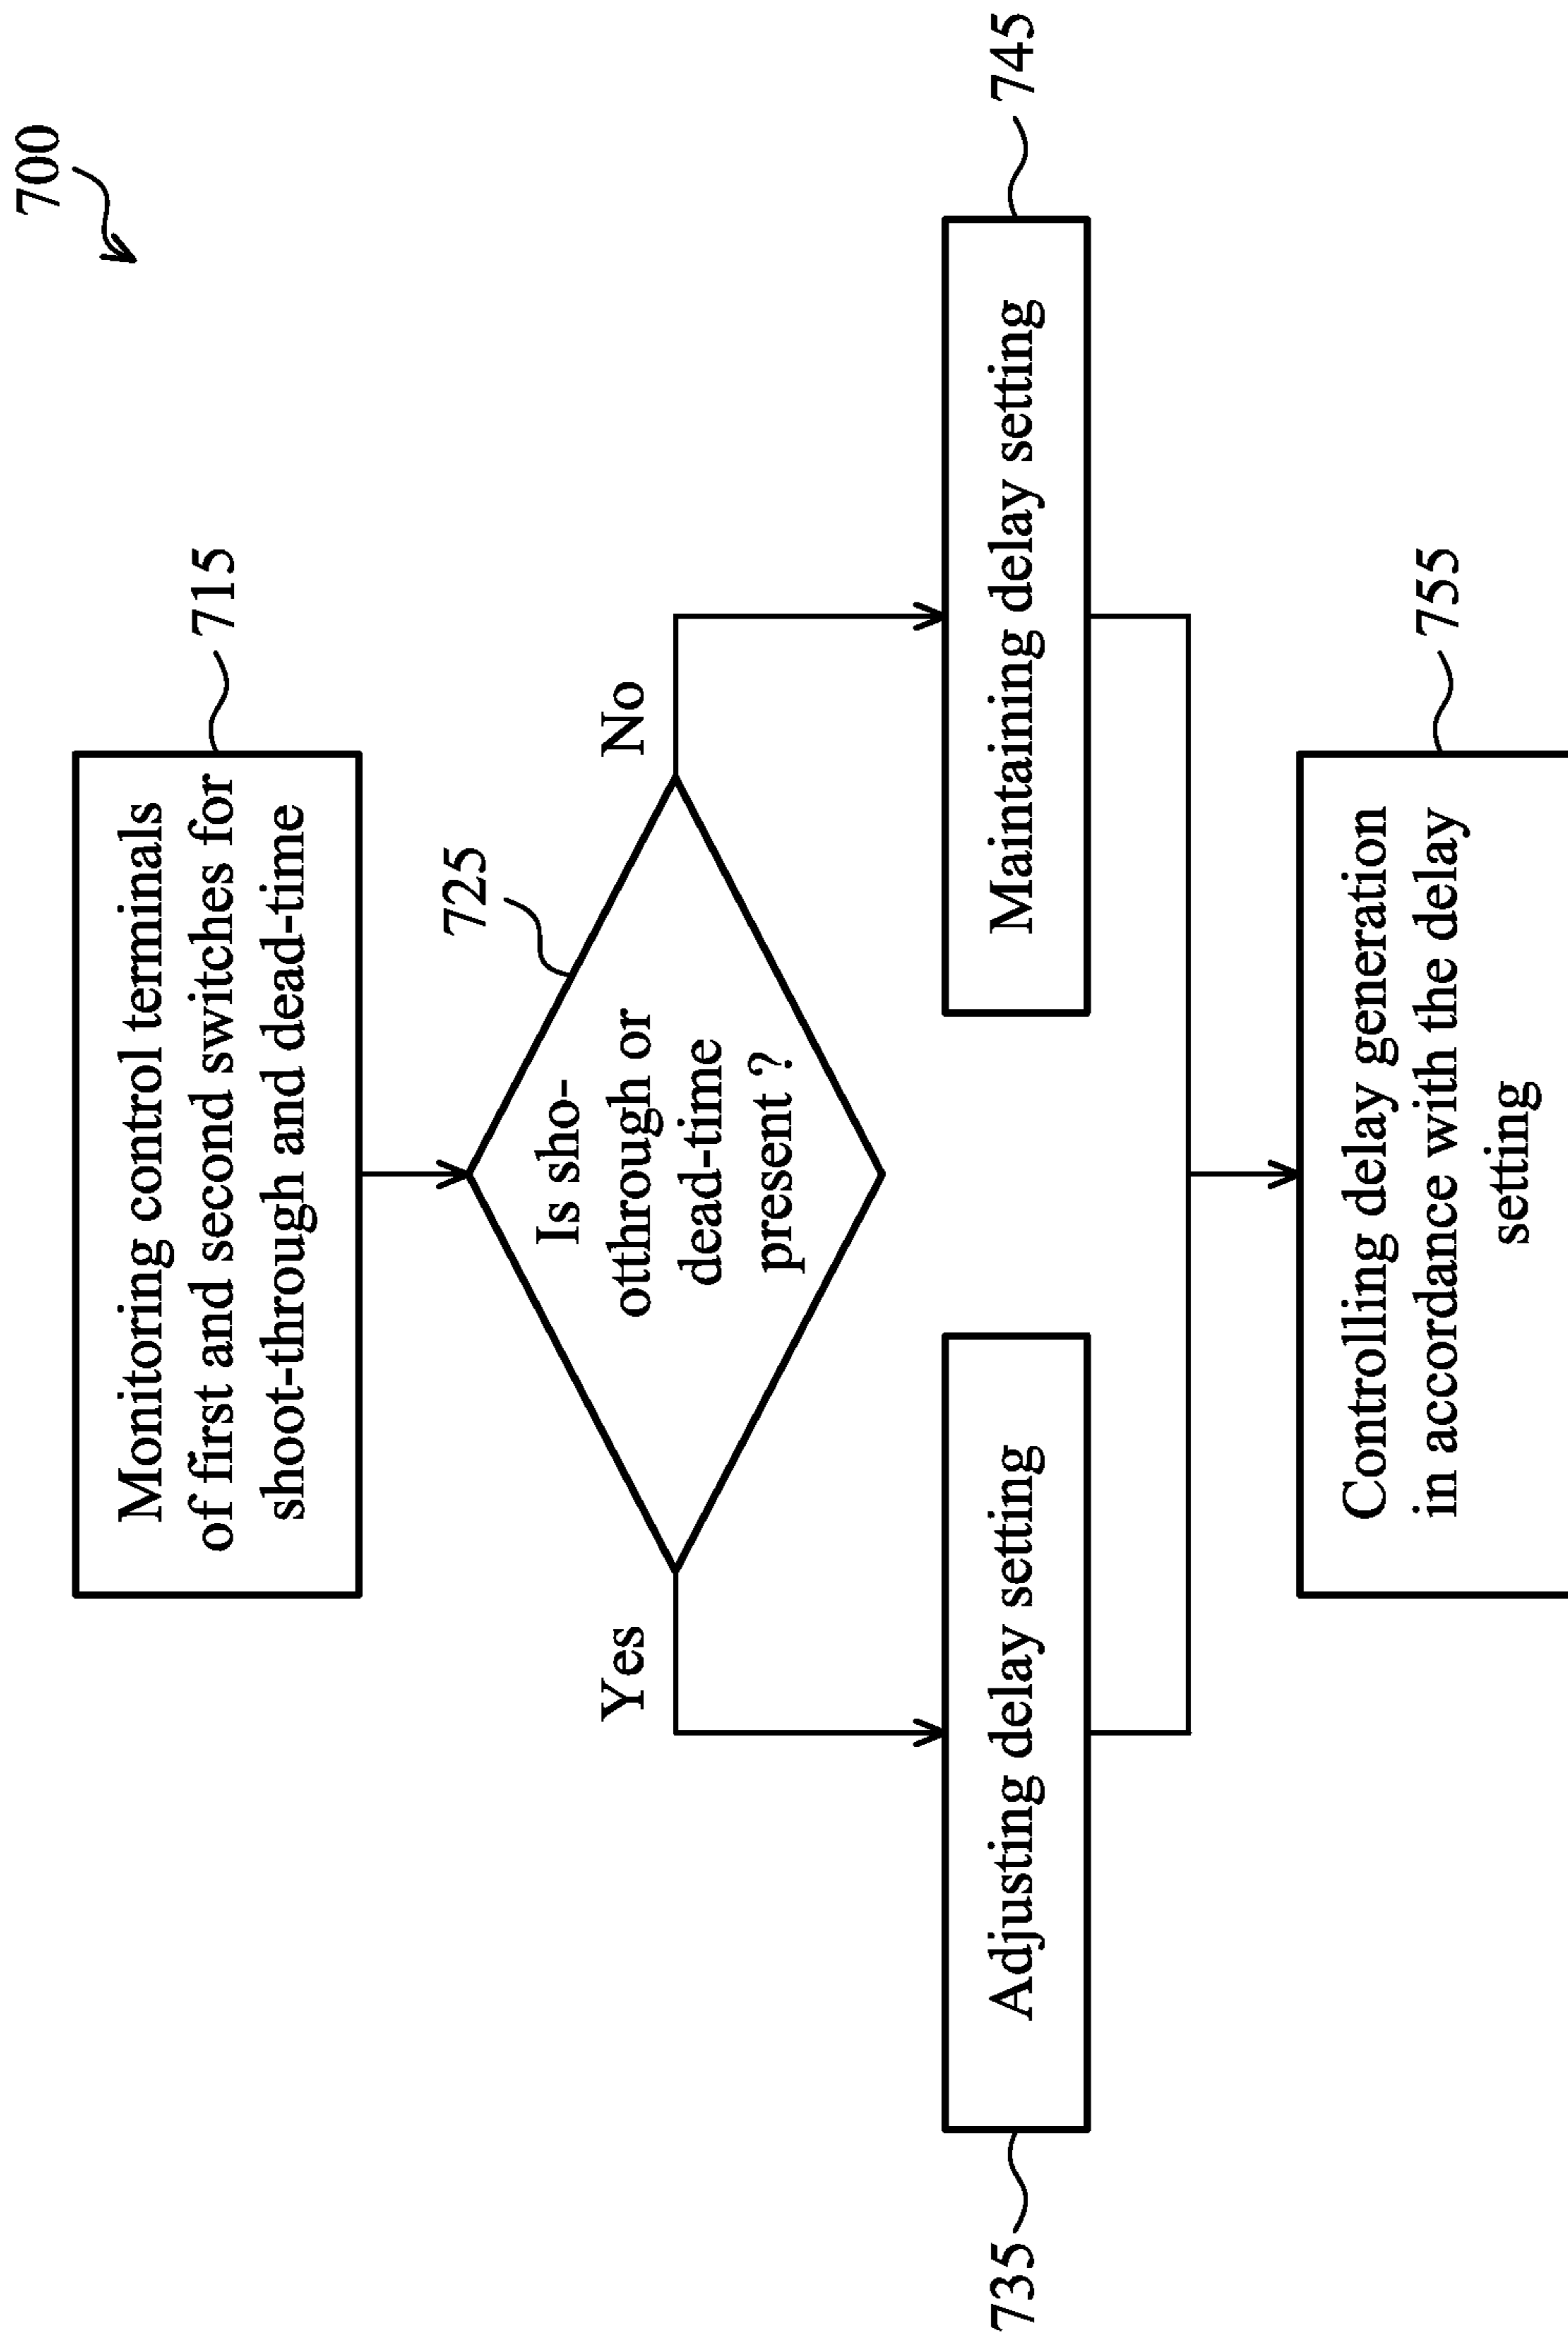 700
Monitoring control terminals
of first and second switches for
shoot-through and dead-time
715
725
Is sho-
otthrough or
dead-time
present ?
Yes
No
735
Adjusting delay setting
Maintaining delay setting
745
Controlling delay generation
in accordance with the delay
setting
755